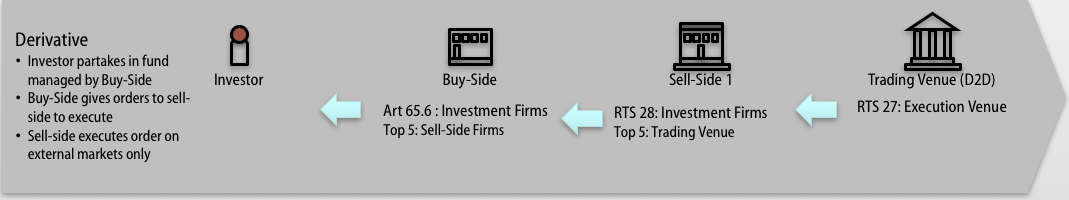 Derivative
• Investor partakes in fund
managed by Buy-Side
• Buy-Side gives orders to sell-
side to execute
• Sell-side executes order on
external markets only
Investor
Buy-Side
Art 65.6 : Investment Firms
Top 5: Sell-Side Firms
Sell-Side 1
RTS 28: Investment Firms
Top 5: Trading Venue
Trading Venue (D2D)
RTS 27: Execution Venue